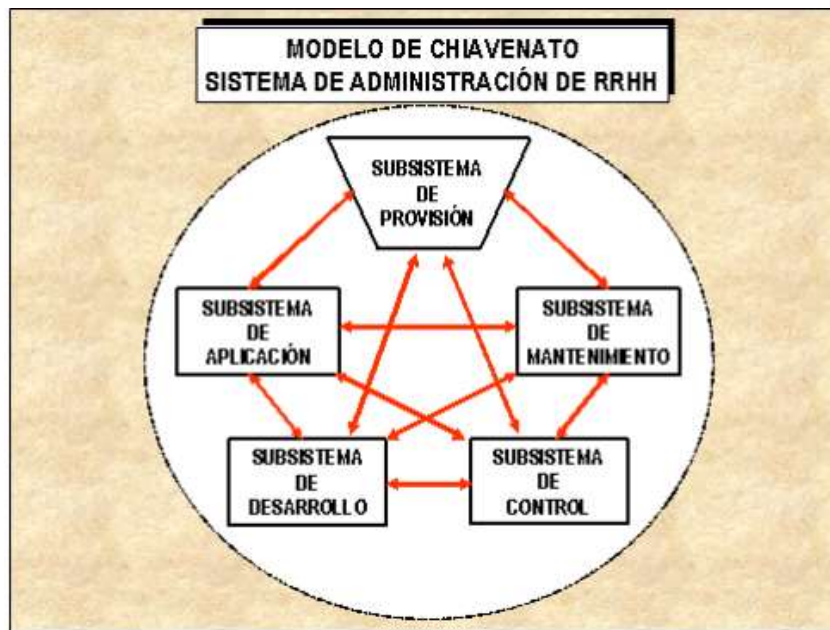 MODELO DE CHIAVENATO
SISTEMA DE ADMINISTRACIÓN DE RRHH
SUBSISTEMA
DE
PROVISIÓN
SUBSISTEMA
DE
APLICACIÓN
SUBSISTEMA
DE
MANTENIMIENTO
SUBSISTEMA
DE
DESARROLLO
SUBSISTEMA
DE
CONTROL